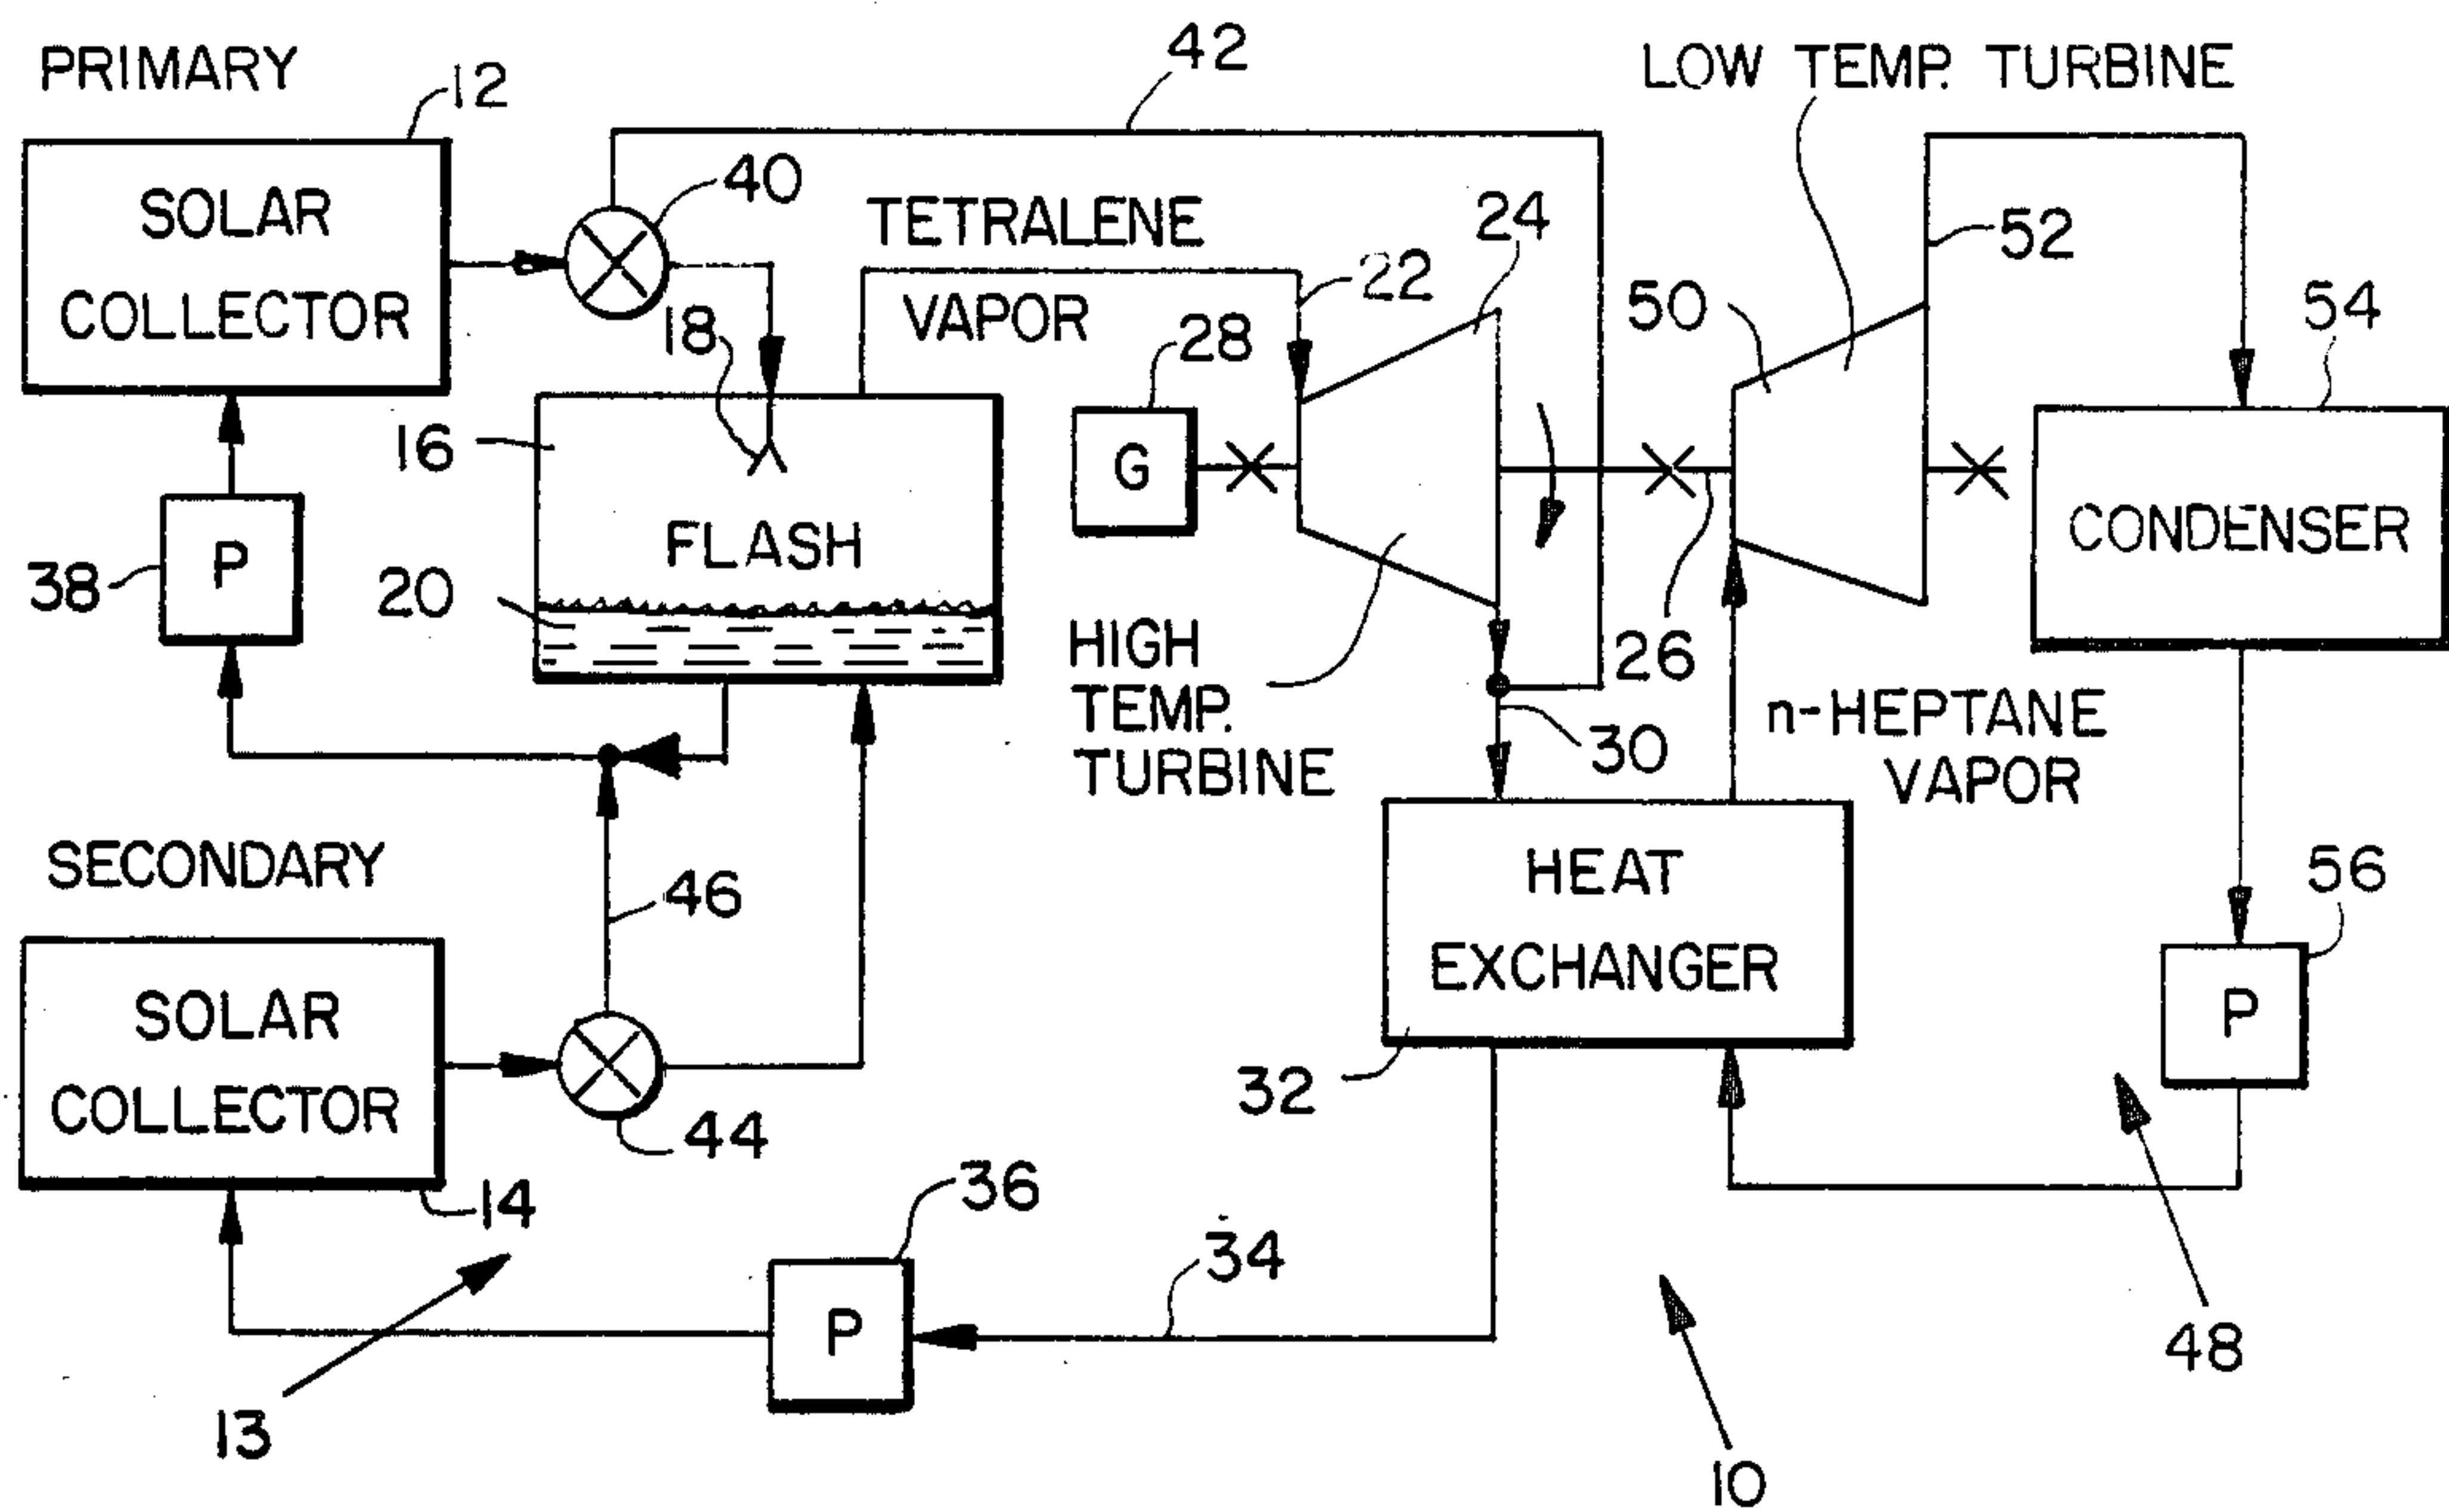 PRIMARY
12
42
LOW TEMP. TURBINE
SOLAR
COLLECTOR
40
TETRALENE
VAPOR
24
22
52
50
54
18
28
16
G
FLASH
CONDENSER
P
38
20
HIGH
TEMP.
TURBINE
26
n-HEPTANE
VAPOR
30
SECONDARY
46
HEAT
EXCHANGER
56
P
SOLAR
COLLECTOR
44
32
14
36
34
P
48
13
10